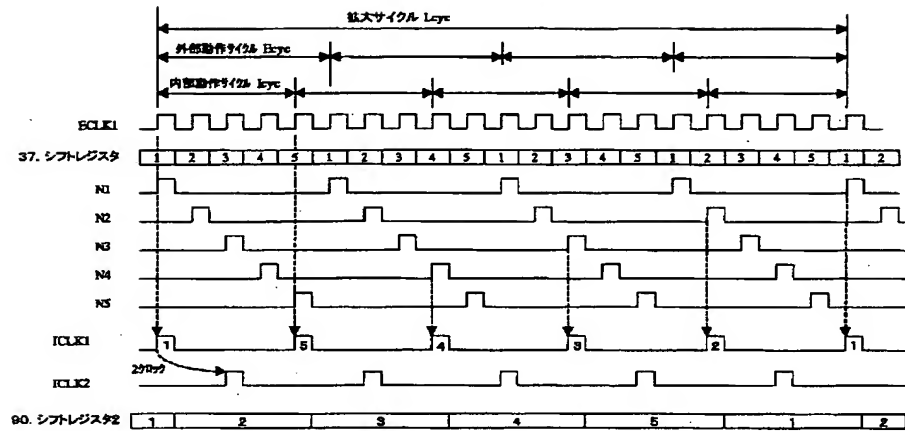 拡大サイクル Lcyc
外部動作サイクル Ecyc
内部動作サイクル Icyc
ECLK1
37. シフトレジスタ 1 2 3 4 5 1 2 3 4 5 1 2 3 4 5 1 2 3 4 5 1 2
N1
N2
N3
N4
N5
ICLK1 1 5 4 3 2 1
2クロック
ICLK2
90. シフトレジスタ2 1 2 3 4 5 1 2